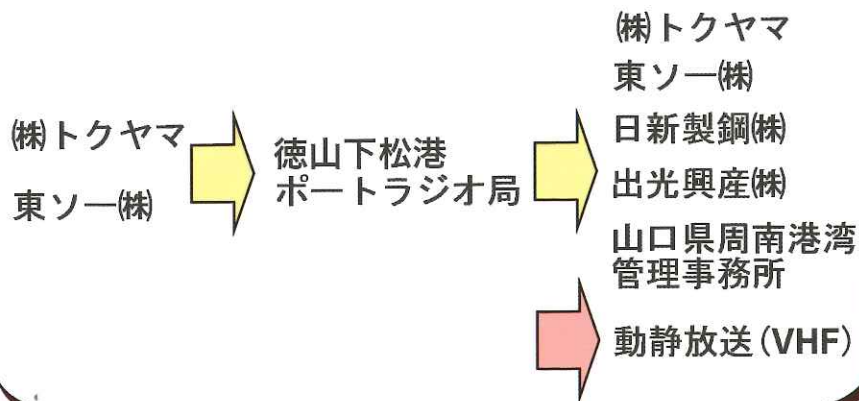 ㈱トクヤマ
東ソー㈱
徳山下松港
ポートラジオ局
㈱トクヤマ
東ソー㈱
日新製鋼㈱
出光興産㈱
山口県周南港湾
管理事務所
動静放送(VHF)